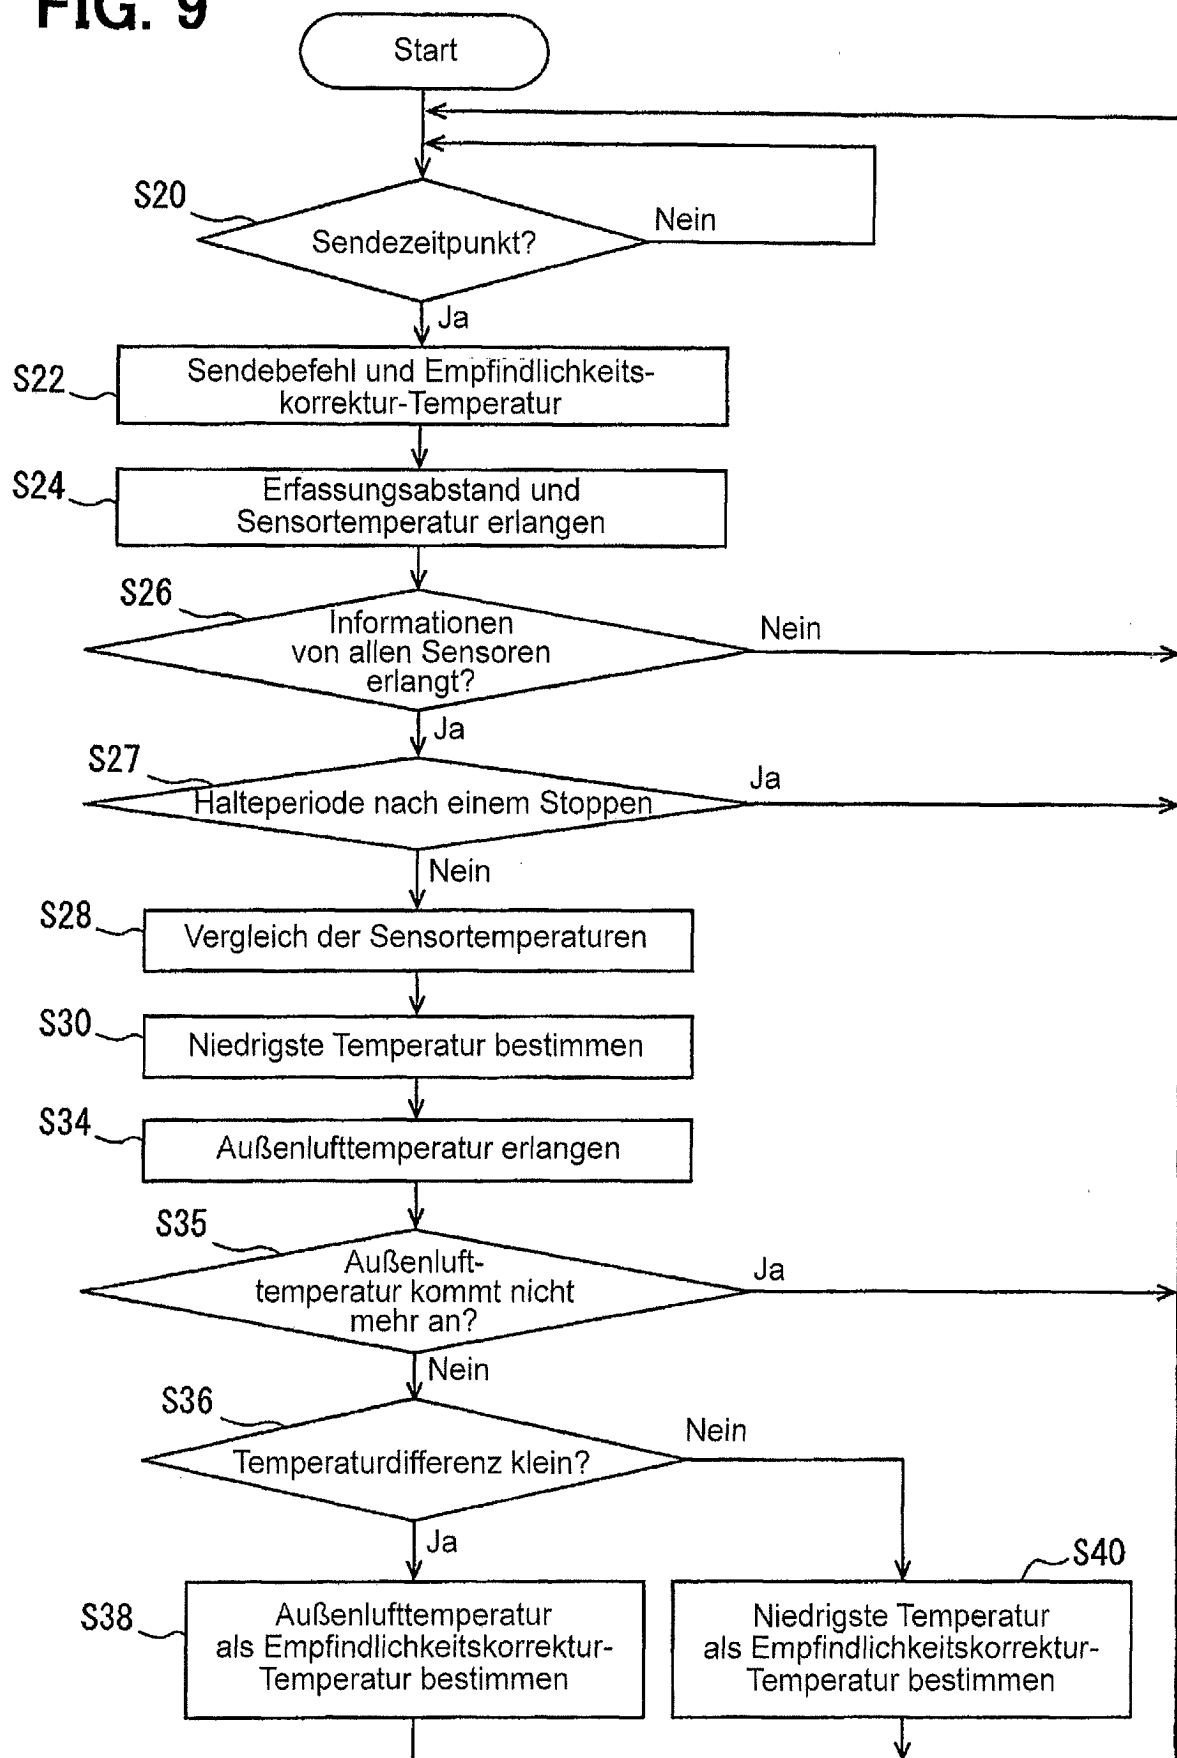 FIG. 9
Start
S20
Sendezeitpunkt?
Nein
Ja
S22
Sendebefehl und Empfindlichkeits-
korrektur-Temperatur
S24
Erfassungsabstand und
Sensortemperatur erlangen
S26
Informationen
von allen Sensoren
erlangt?
Nein
Ja
S27
Halteperiode nach einem Stoppen
Ja
Nein
S28
Vergleich der Sensortemperaturen
S30
Niedrigste Temperatur bestimmen
S34
Außenlufttemperatur erlangen
S35
Außenluft-
temperatur kommt nicht
mehr an?
Ja
Nein
S36
Temperaturdifferenz klein?
Nein
Ja
S38
Außenlufttemperatur
als Empfindlichkeitskorrektur-
Temperatur bestimmen
S40
Niedrigste Temperatur
als Empfindlichkeitskorrektur-
Temperatur bestimmen